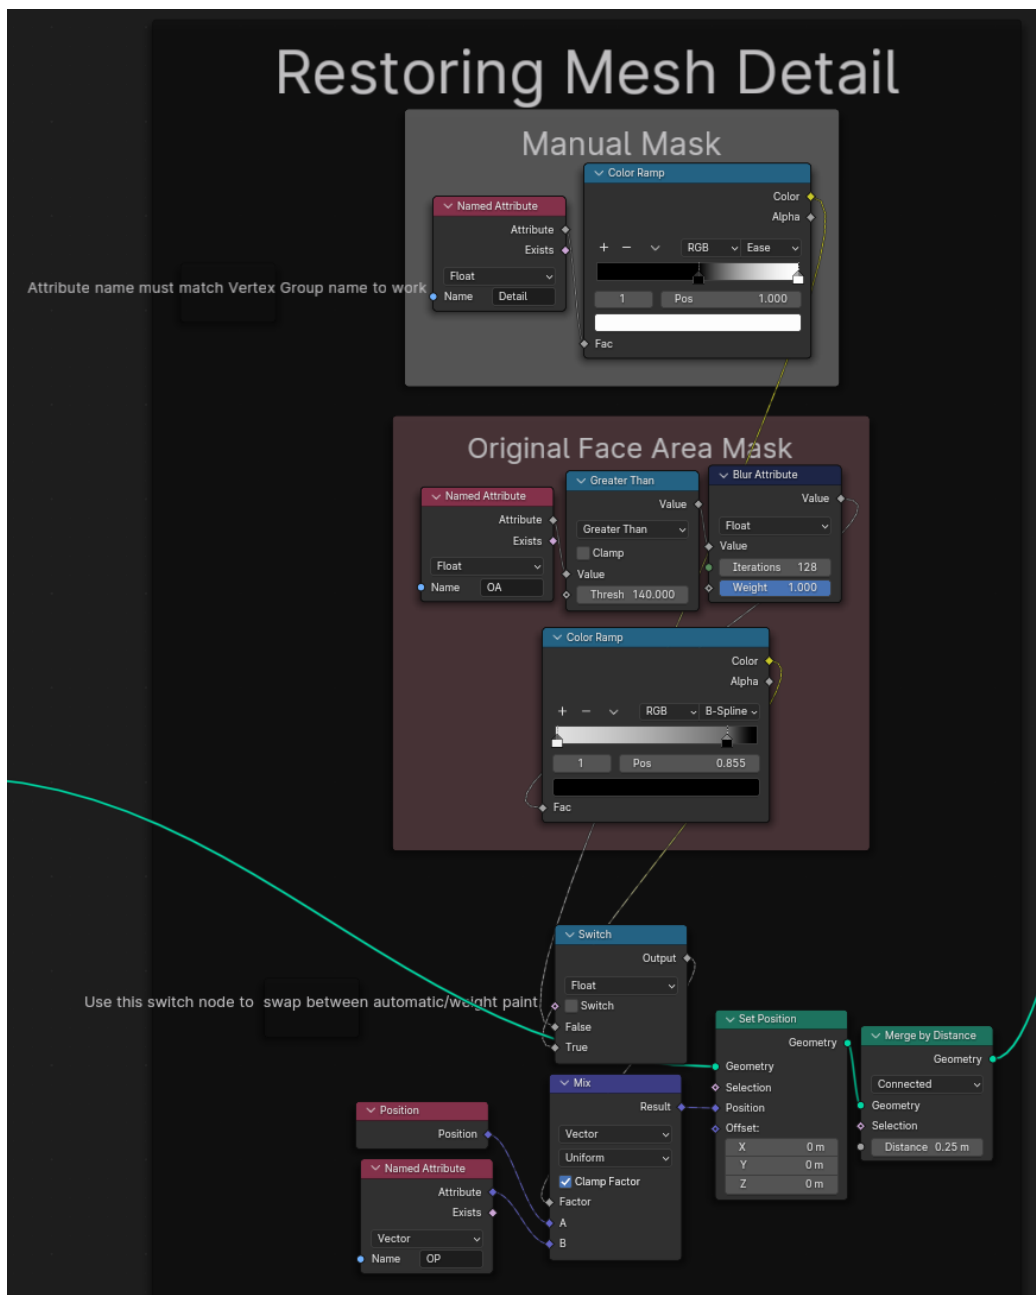 Restoring Mesh Detail
Manual Mask
Color Ramp
Color
Alpha
RGB
Ease
1
Pos 1.000
Fac
Named Attribute
Attribute
Exists
Float
Name Detail
Attribute name must match Vertex Group name to work
Original Face Area Mask
Named Attribute
Attribute
Exists
Float
Name OA
Greater Than
Value
Greater Than
Clamp
Value
Thresh 140.000
Blur Attribute
Value
Float
Value
Iterations 128
Weight 1.000
Color Ramp
Color
Alpha
RGB
B-Spline
1
Pos 0.855
Fac
Switch
Output
Float
Switch
False
True
Use this switch node to  swap between automatic/weight paint
Set Position
Geometry
Geometry
Selection
Position
Offset:
X 0 m
Y 0 m
Z 0 m
Merge by Distance
Geometry
Connected
Geometry
Selection
Distance 0.25 m
Mix
Result
Vector
Uniform
Clamp Factor
Factor
A
B
Position
Position
Named Attribute
Attribute
Exists
Vector
Name OP